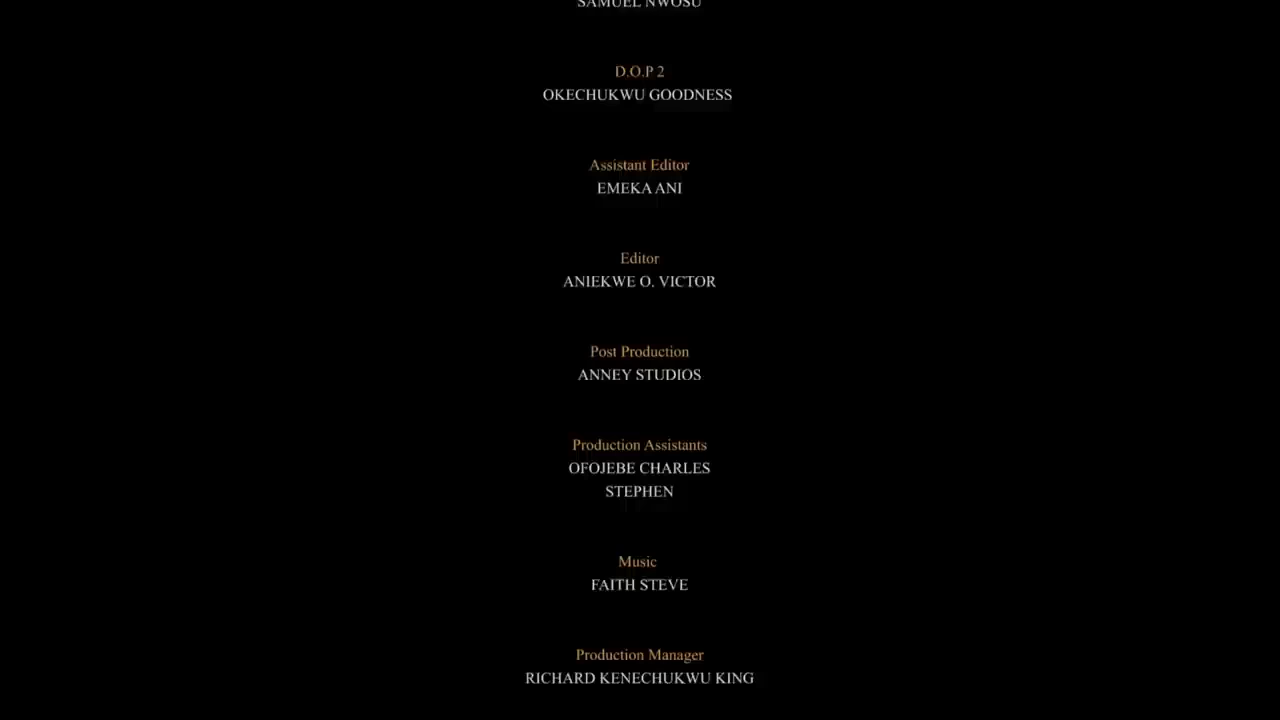 SAMUEL NWOSU
D.O.P 2
OKECHUKWU GOODNESS
Assistant Editor
EMEKA ANI
Editor
ANIEKWE O. VICTOR
Post Production
ANNEY STUDIOS
Production Assistants
OFOJEBE CHARLES
STEPHEN
Music
FAITH STEVE
Production Manager
RICHARD KENECHUKWU KING